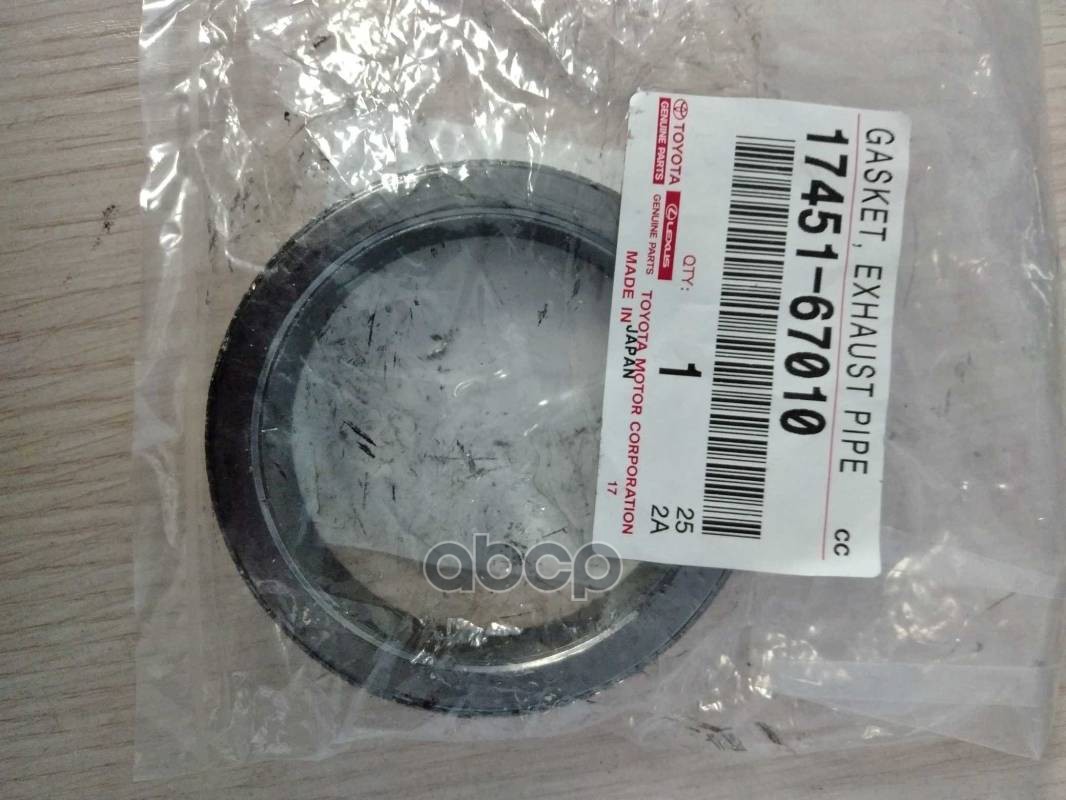 GASKET, EXHAUST PIPE
17451-67010
CC
QTY: 1
25
2A
TOYOTA
GENUINE PARTS
LEXUS
GENUINE PARTS
TOYOTA MOTOR CORPORATION
MADE IN JAPAN
17
abcp